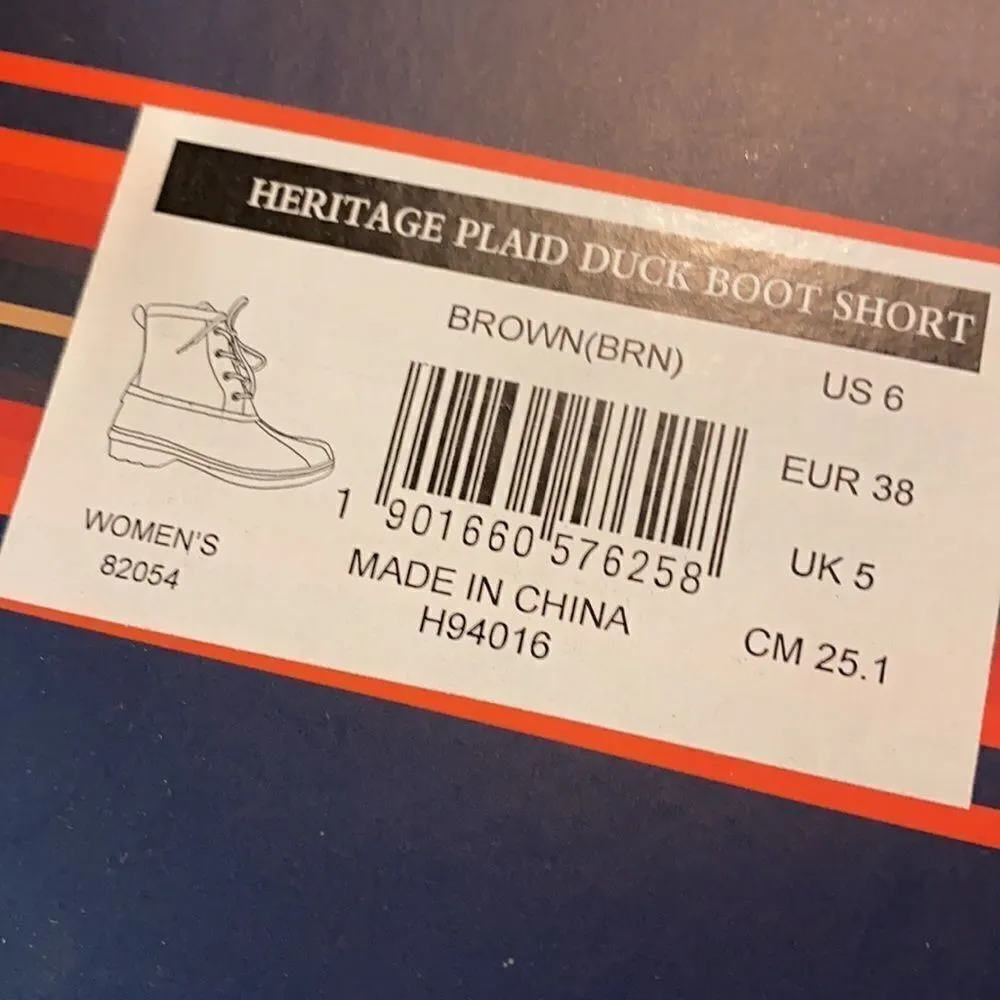 HERITAGE PLAID DUCK BOOT SHORT
BROWN(BRN)
US 6
EUR 38
UK 5
CM 25.1
1 901660 576258
MADE IN CHINA
H94016
WOMEN'S
82054